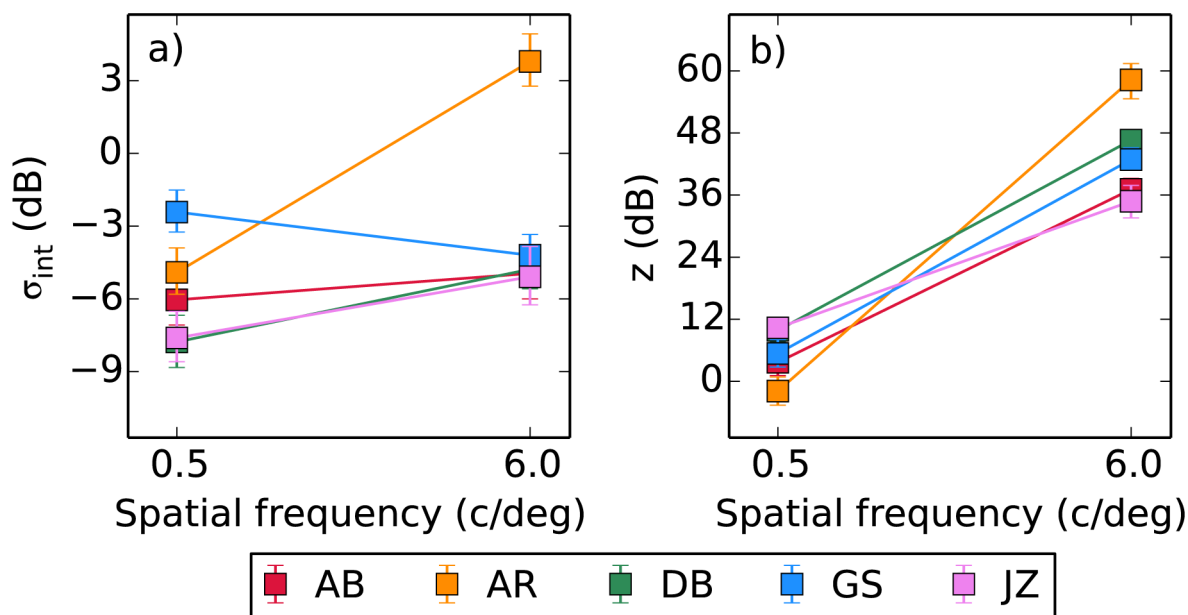 a)
3
0
−3
−6
−9
σint (dB)
0.5 6.0
Spatial frequency (c/deg)
b)
60
48
36
24
12
0
z (dB)
0.5 6.0
Spatial frequency (c/deg)
AB AR DB GS JZ